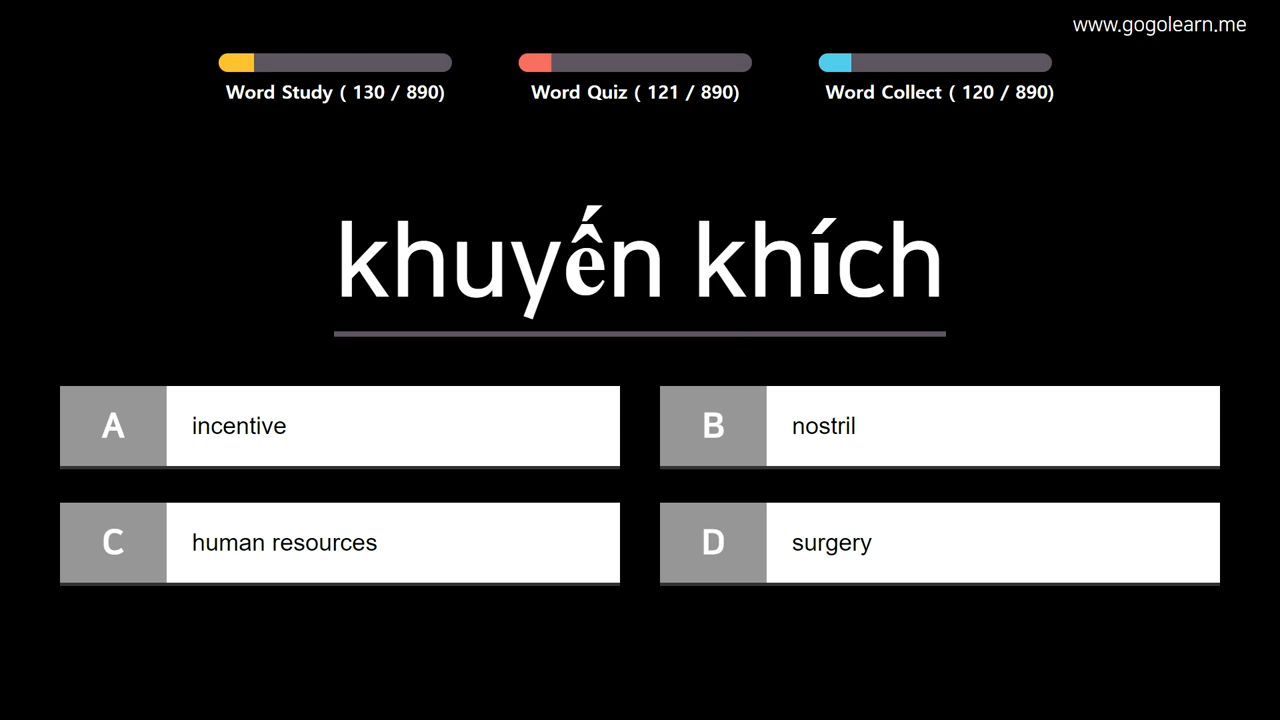 www.gogolearn.me
Word Study ( 130 / 890)
Word Quiz ( 121 / 890)
Word Collect ( 120 / 890)
khuyến khích
A incentive
B nostril
C human resources
D surgery